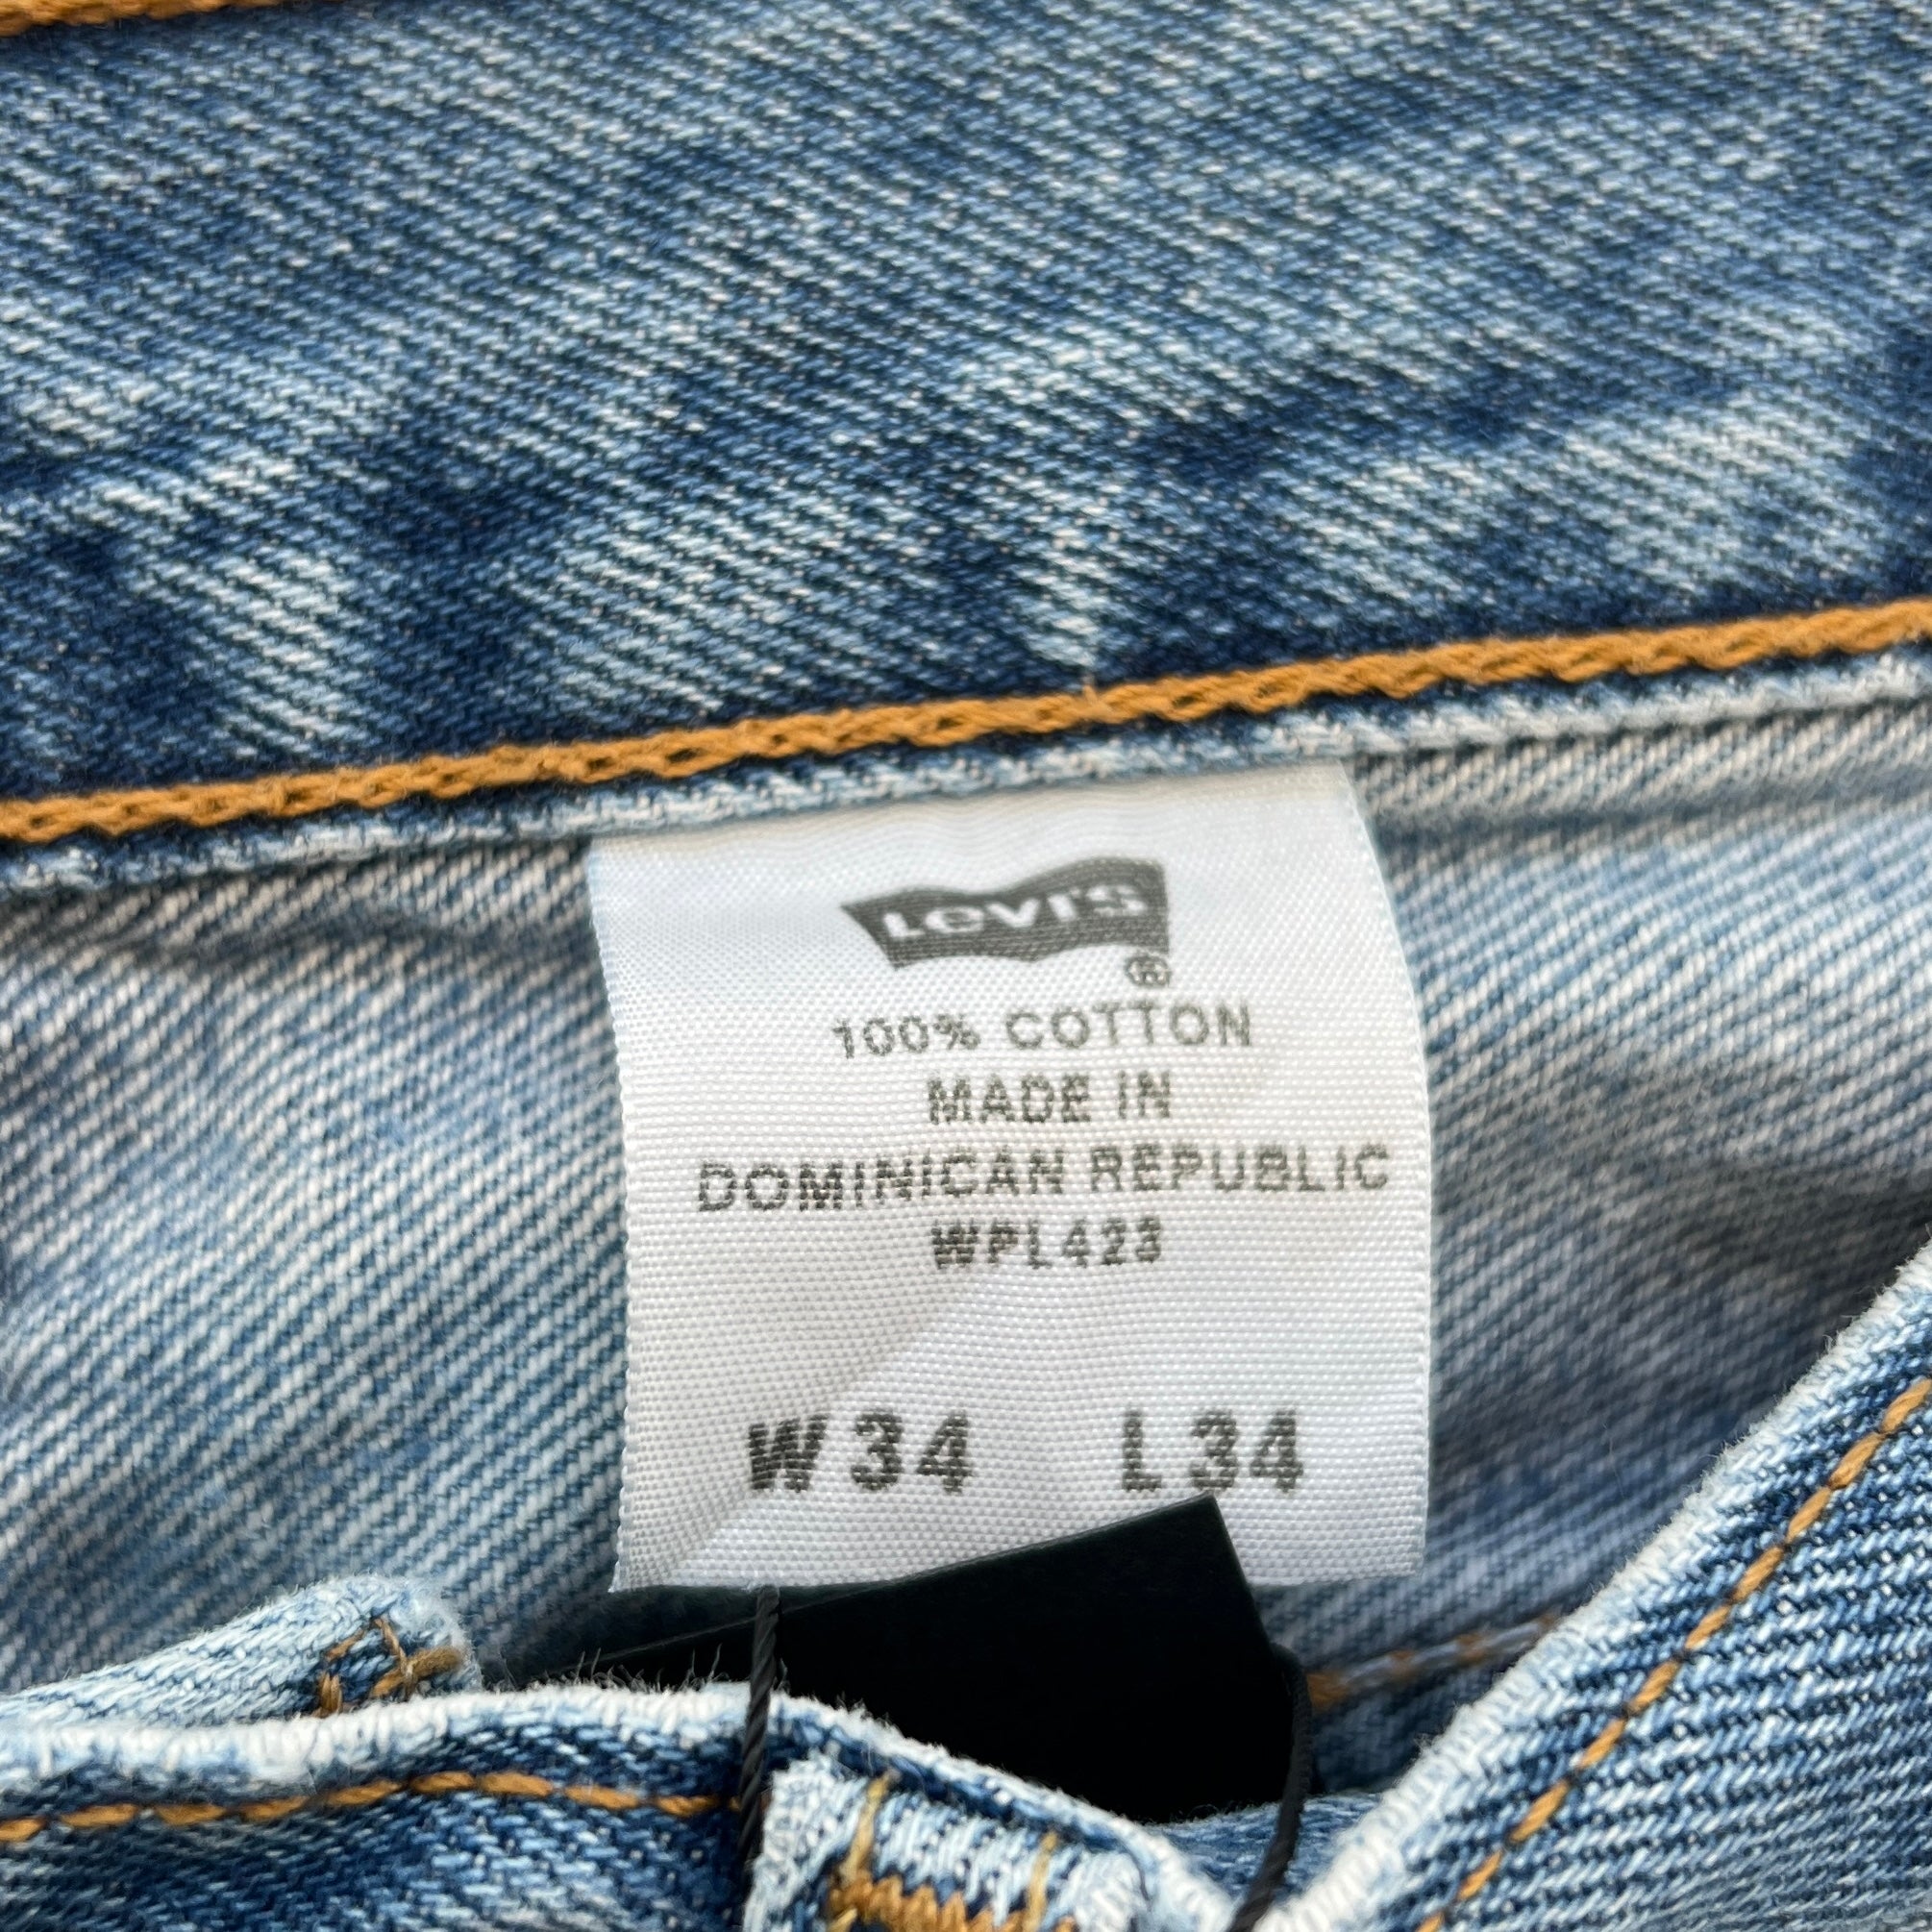 Levi's
®
100% COTTON
MADE IN
DOMINICAN REPUBLIC
WPL423
W34 L34